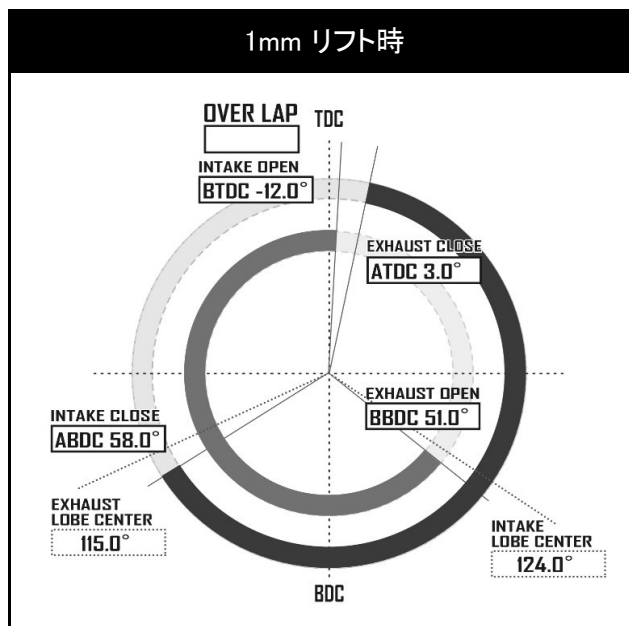 1mm リフト時
OVER LAP
TDC
INTAKE OPEN
BTDC -12.0°
EXHAUST CLOSE
ATDC 3.0°
EXHAUST OPEN
BBDC 51.0°
INTAKE CLOSE
ABDC 58.0°
EXHAUST
LOBE CENTER
115.0°
INTAKE
LOBE CENTER
124.0°
BDC